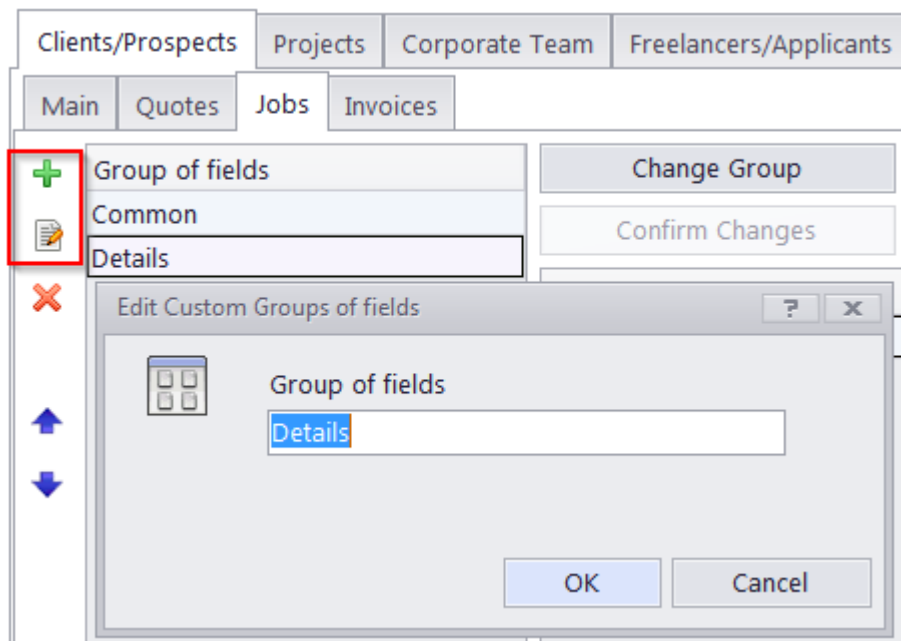 Clients/Prospects Projects Corporate Team Freelancers/Applicants
Main Quotes Jobs Invoices
Group of fields Change Group
Common Confirm Changes
Details
Edit Custom Groups of fields ? x
Group of fields
Details
OK Cancel